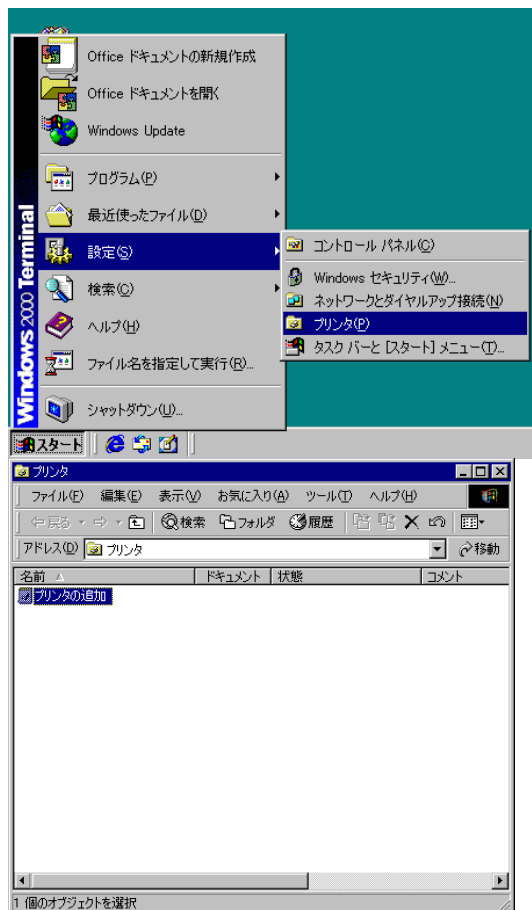 Office ドキュメントの新規作成
Office ドキュメントを開く
Windows Update
プログラム(P)
最近使ったファイル(D)
設定(S)
検索(C)
ヘルプ(H)
ファイル名を指定して実行(R)...
シャットダウン(U)...
Windows 2000 Terminal
コントロール パネル(C)
Windows セキュリティ(W)...
ネットワークとダイヤルアップ接続(N)
プリンタ(P)
タスク バーと [スタート] メニュー(T)...
スタート
プリンタ
ファイル(F) 編集(E) 表示(V) お気に入り(A) ツール(T) ヘルプ(H)
戻る 検索 フォルダ 履歴
アドレス(D) プリンタ 移動
名前 ドキュメント 状態 コメント
プリンタの追加
1 個のオブジェクトを選択